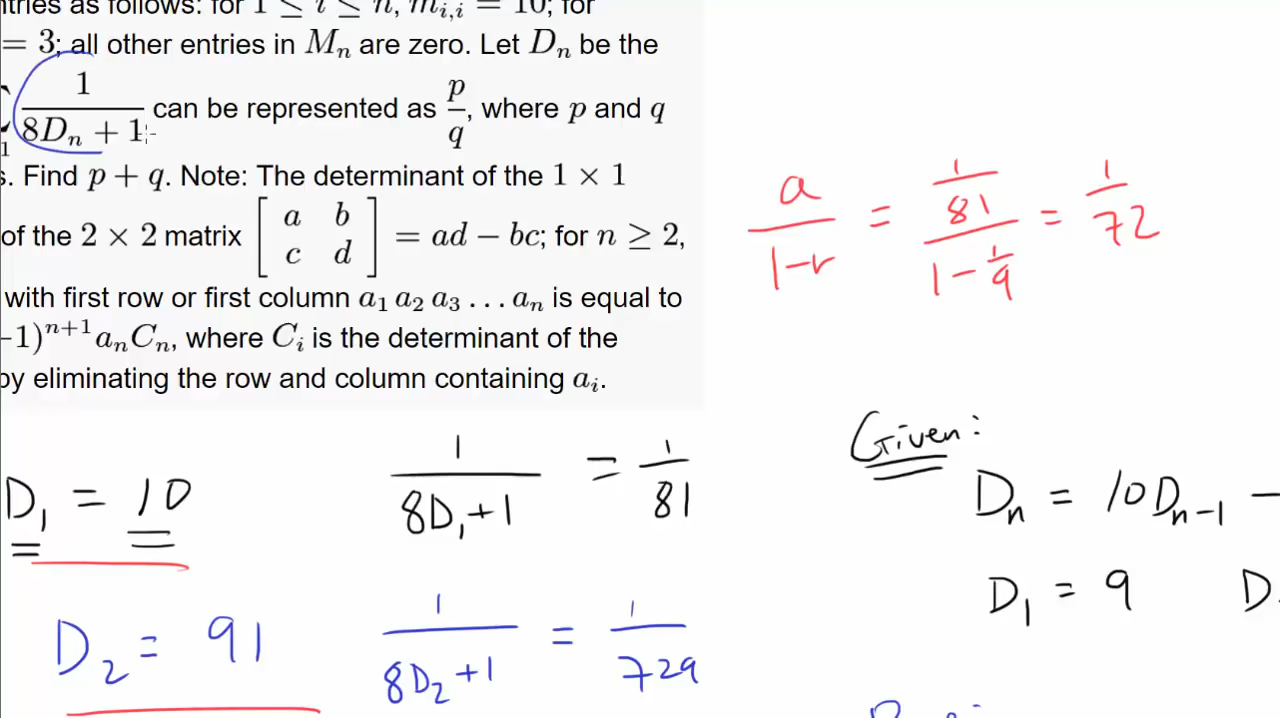 ntries as follows: for 1 ≤ i ≤ n, m_{i,i} = 10; for
= 3; all other entries in M_n are zero. Let D_n be the
1/(8D_n + 1) can be represented as p/q, where p and q
s. Find p + q. Note: The determinant of the 1 × 1
of the 2 × 2 matrix [a b; c d] = ad − bc; for n ≥ 2,
with first row or first column a_1 a_2 a_3 … a_n is equal to
−1)^{n+1} a_n C_n, where C_i is the determinant of the
by eliminating the row and column containing a_i.
a/(1−r) = (1/81)/(1−1/9) = 1/72
D_1 = 10
1/(8D_1+1) = 1/81
D_2 = 91
1/(8D_2+1) = 1/729
Given:
D_n = 10D_{n−1} −
D_1 = 9 D